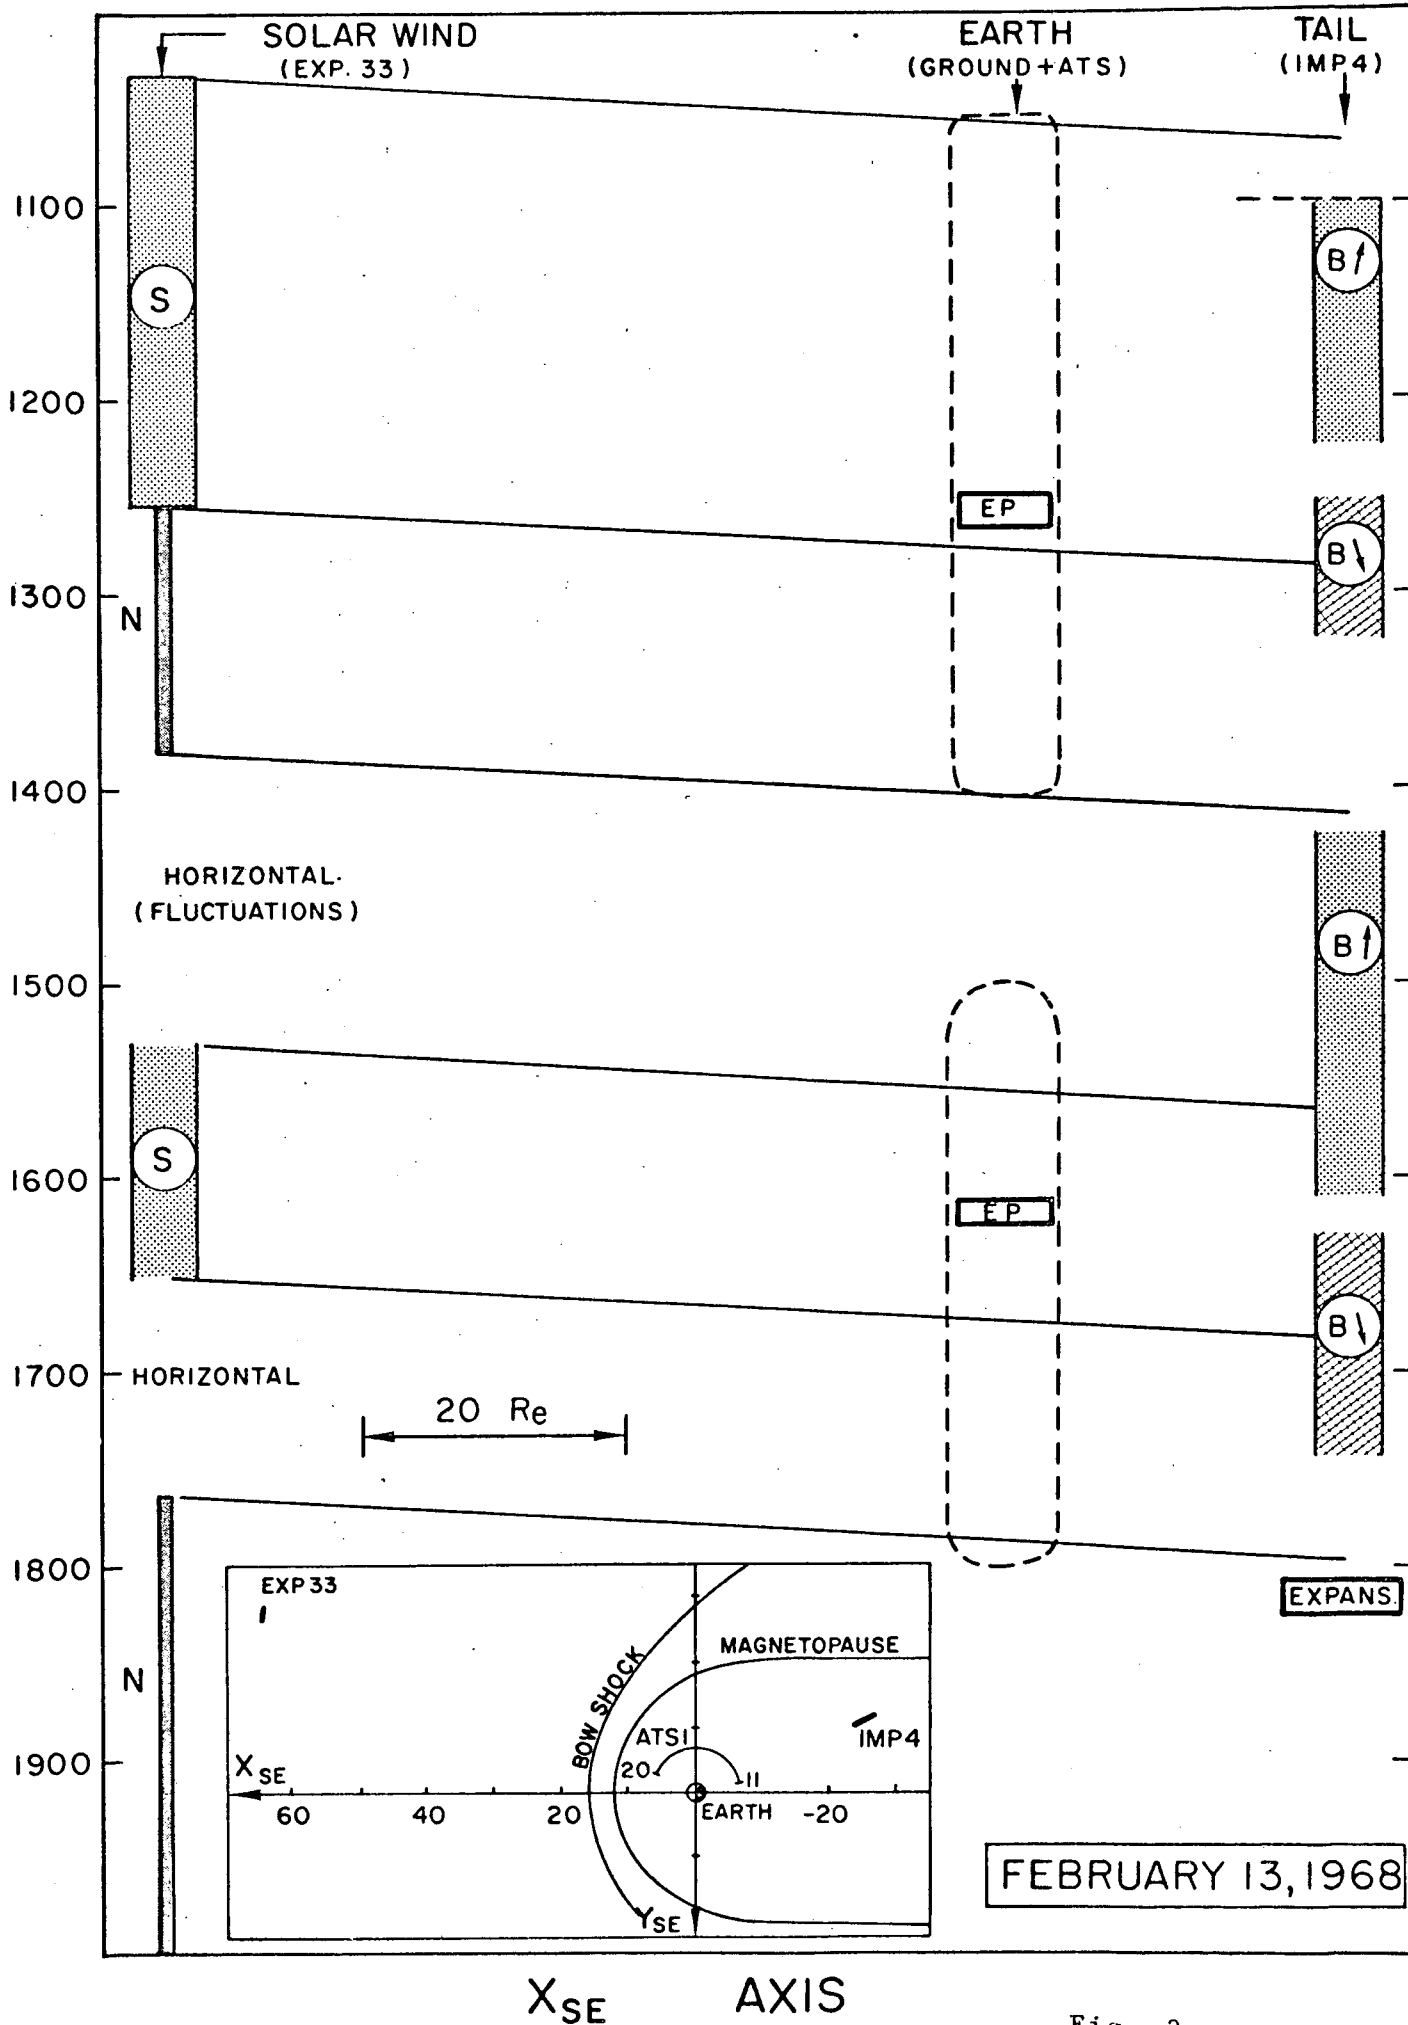 SOLAR WIND
(EXP. 33)
EARTH
(GROUND+ATS)
TAIL
(IMP4)
1100
B
S
1200
EP
B
1300
N
1400
HORIZONTAL.
(FLUCTUATIONS)
B
1500
S
1600
EP
B
1700
HORIZONTAL
20 Re
1800
EXPANS.
EXP33
MAGNETOPAUSE
N
BOW SHOCK
ATS1
IMP4
1900
XSE
20
11
60
40
20
EARTH
-20
YSE
FEBRUARY 13, 1968
XSE AXIS
Fig. 2